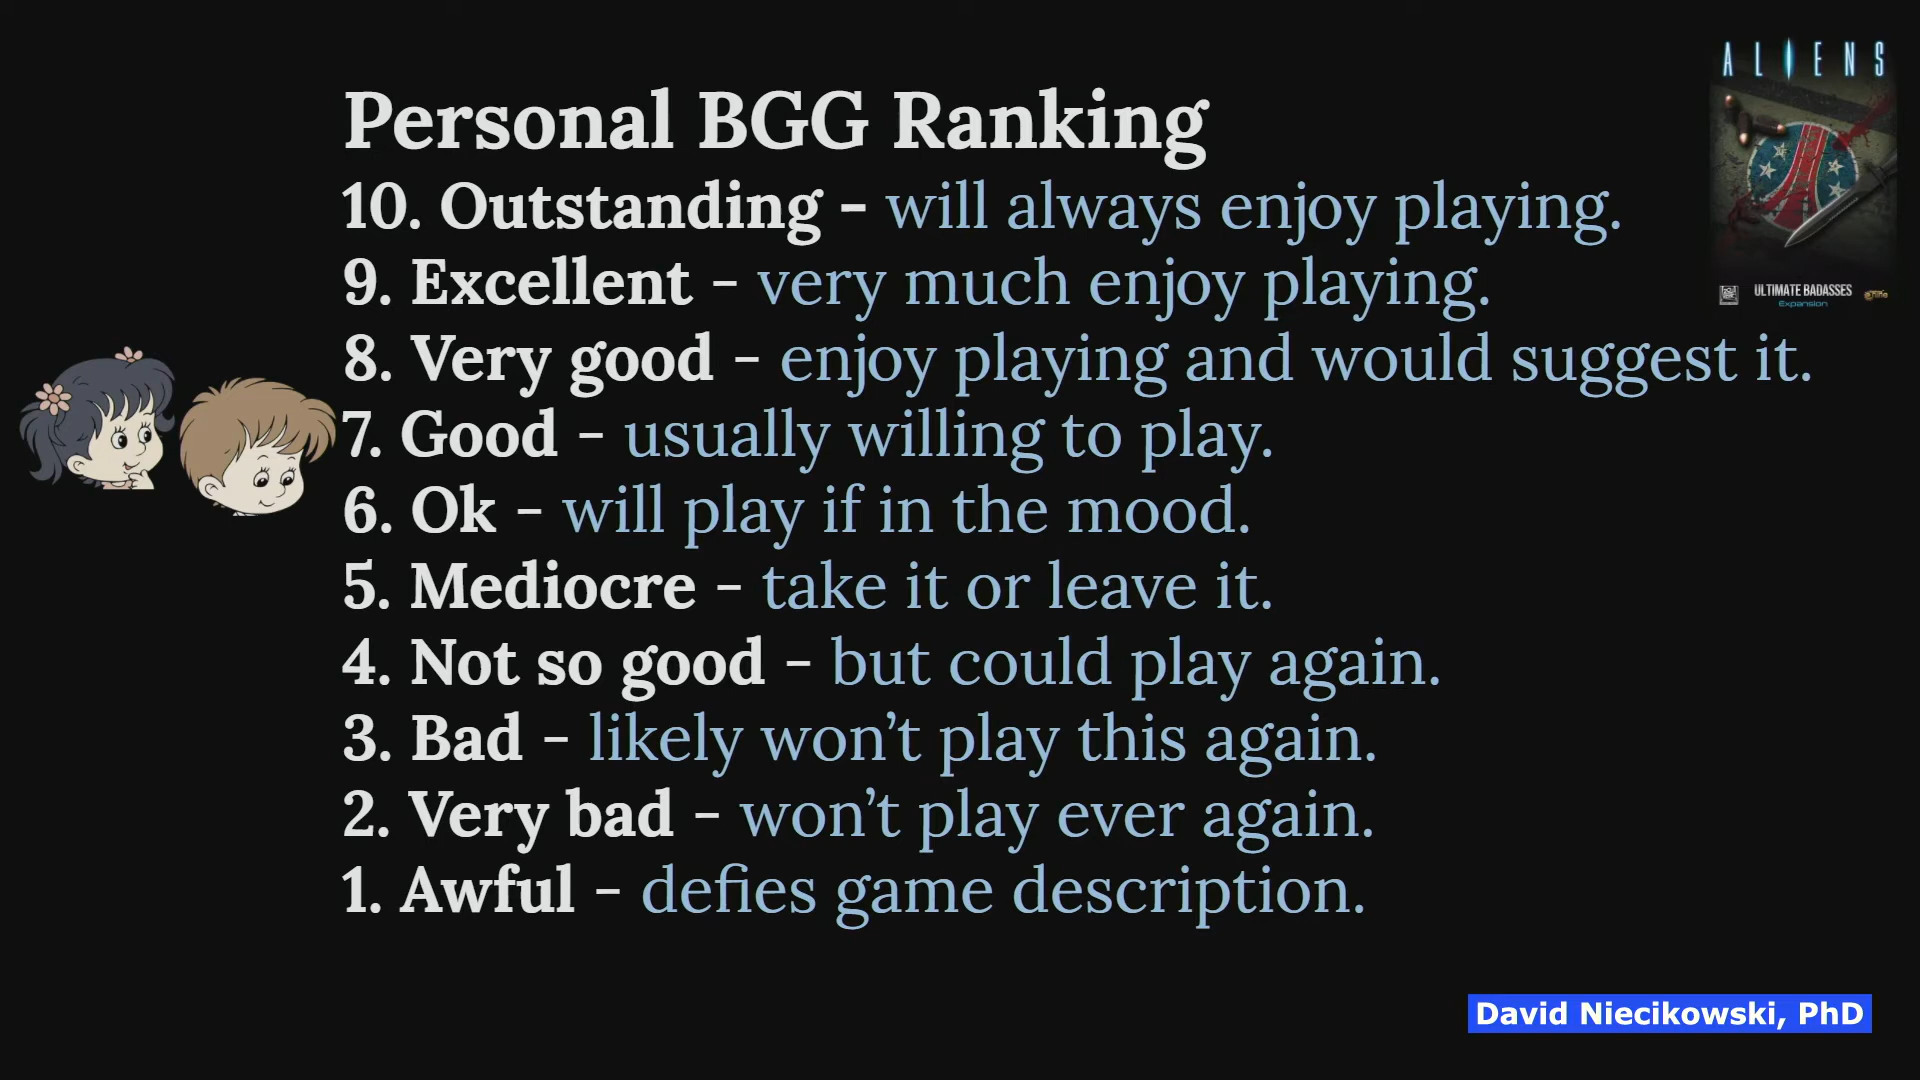 ALIENS
Personal BGG Ranking
10. Outstanding - will always enjoy playing.
9. Excellent - very much enjoy playing.
ULTIMATE BADASSES
Expansion
8. Very good - enjoy playing and would suggest it.
7. Good - usually willing to play.
6. Ok - will play if in the mood.
5. Mediocre - take it or leave it.
4. Not so good - but could play again.
3. Bad - likely won’t play this again.
2. Very bad - won’t play ever again.
1. Awful - defies game description.
David Niecikowski, PhD